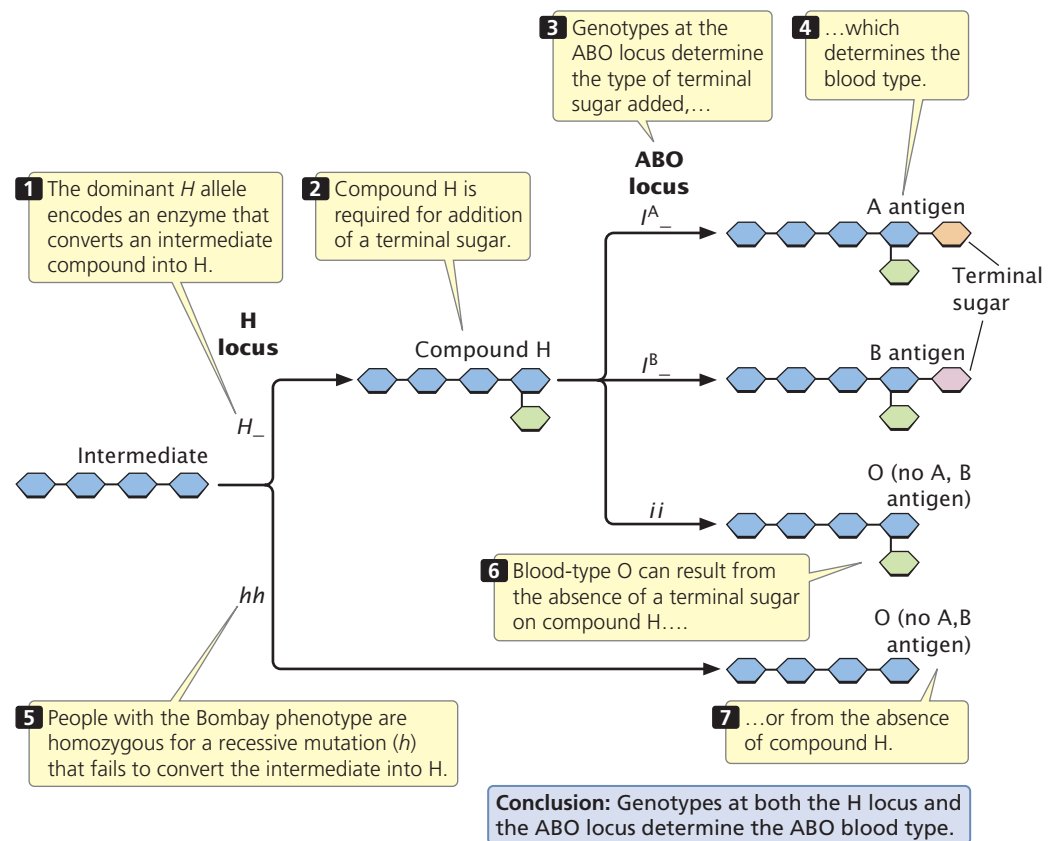 3 Genotypes at the
ABO locus determine
the type of terminal
sugar added,…
4 …which
determines the
blood type.
1 The dominant H allele
encodes an enzyme that
converts an intermediate
compound into H.
2 Compound H is
required for addition
of a terminal sugar.
ABO
locus
I^A_
A antigen
Terminal
sugar
H
locus
Compound H
I^B_
B antigen
H_
Intermediate
O (no A, B
antigen)
ii
6 Blood-type O can result from
the absence of a terminal sugar
on compound H….
hh
O (no A,B
antigen)
5 People with the Bombay phenotype are
homozygous for a recessive mutation (h)
that fails to convert the intermediate into H.
7 …or from the absence
of compound H.
Conclusion: Genotypes at both the H locus and
the ABO locus determine the ABO blood type.